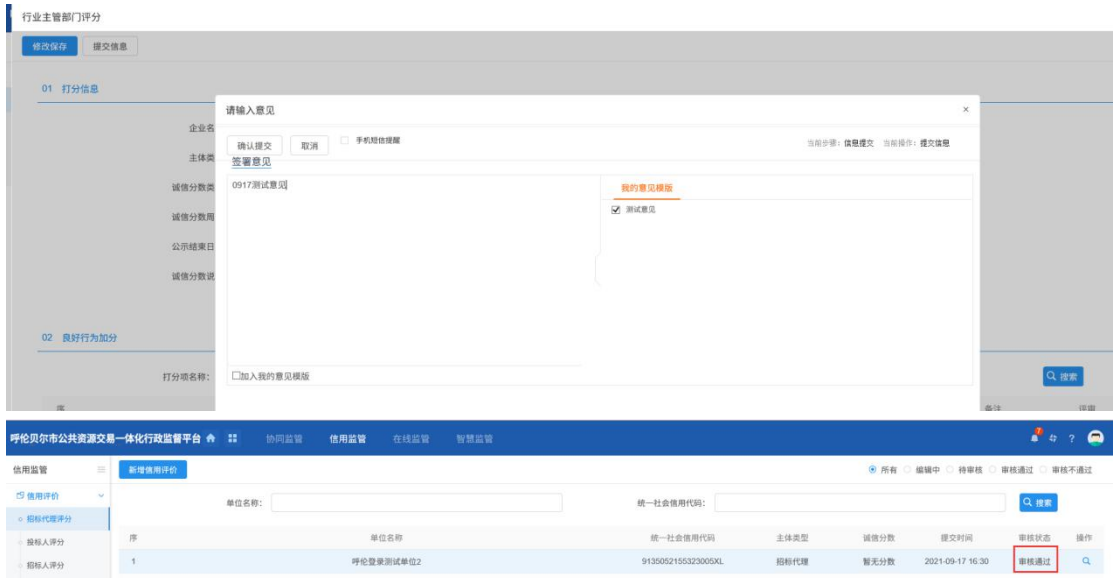 行业主管部门评分
修改保存 提交信息
01 打分信息
请输入意见 ×
企业名
确认提交 取消 手机短信提醒 当前步骤：信息提交 当前操作：提交信息
主体类
签署意见
诚信分数类 0917测试意见 我的意见模版
测试意见
诚信分数周
公示结束日
诚信分数说
02 良好行为加分
打分项名称： 加入我的意见模版 搜索
序 备注 评审
呼伦贝尔市公共资源交易一体化行政监督平台 协同监管 信用监管 在线监管 智慧监管 7 ?
信用监管 新增信用评价 所有 编辑中 待审核 审核通过 审核不通过
信用评价 单位名称： 统一社会信用代码： 搜索
招标代理评分
投标人评分 序 单位名称 统一社会信用代码 主体类型 诚信分数 提交时间 审核状态 操作
招标人评分 1 呼伦登录测试单位2 9135052155323005XL 招标代理 暂无分数 2021-09-17 16:30 审核通过